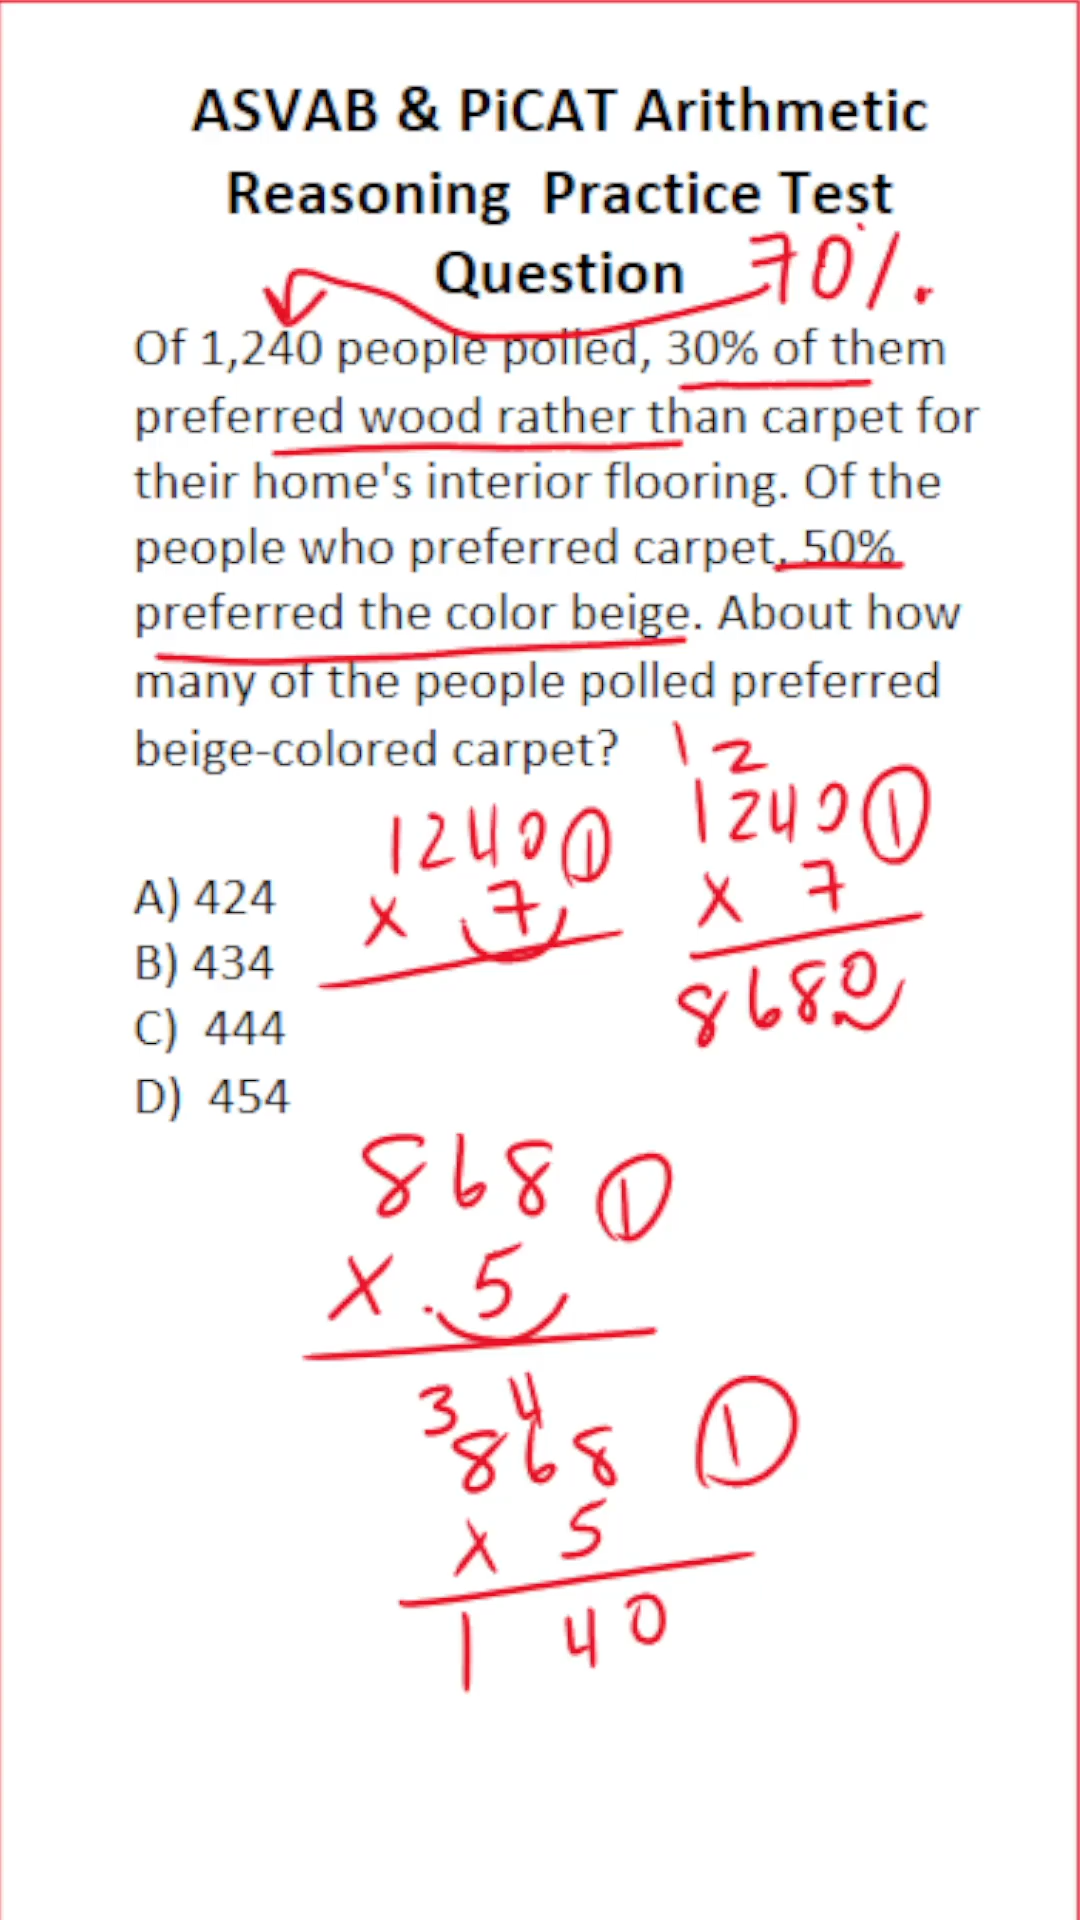 ASVAB & PiCAT Arithmetic
Reasoning Practice Test
Question 70%.
Of 1,240 people polled, 30% of them
preferred wood rather than carpet for
their home's interior flooring. Of the
people who preferred carpet, 50%
preferred the color beige. About how
many of the people polled preferred
beige-colored carpet?
1 2
1240 1
1240 1
x .7
x 7
8680
A) 424
B) 434
C) 444
D) 454
868 1
x .5
3 4
868 1
x 5
1 40